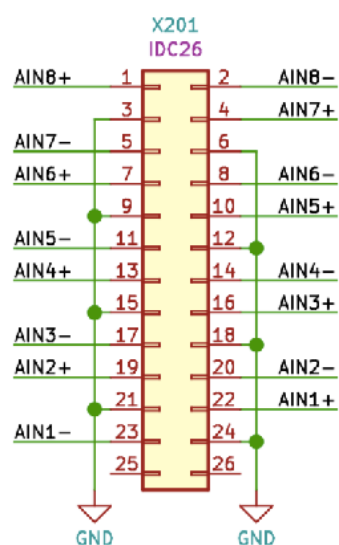 X201
IDC26
AIN8+ 1 2 AIN8-
3 4 AIN7+
AIN7- 5 6
AIN6+ 7 8 AIN6-
9 10 AIN5+
AIN5- 11 12
AIN4+ 13 14 AIN4-
15 16 AIN3+
AIN3- 17 18
AIN2+ 19 20 AIN2-
21 22 AIN1+
AIN1- 23 24
25 26
GND GND